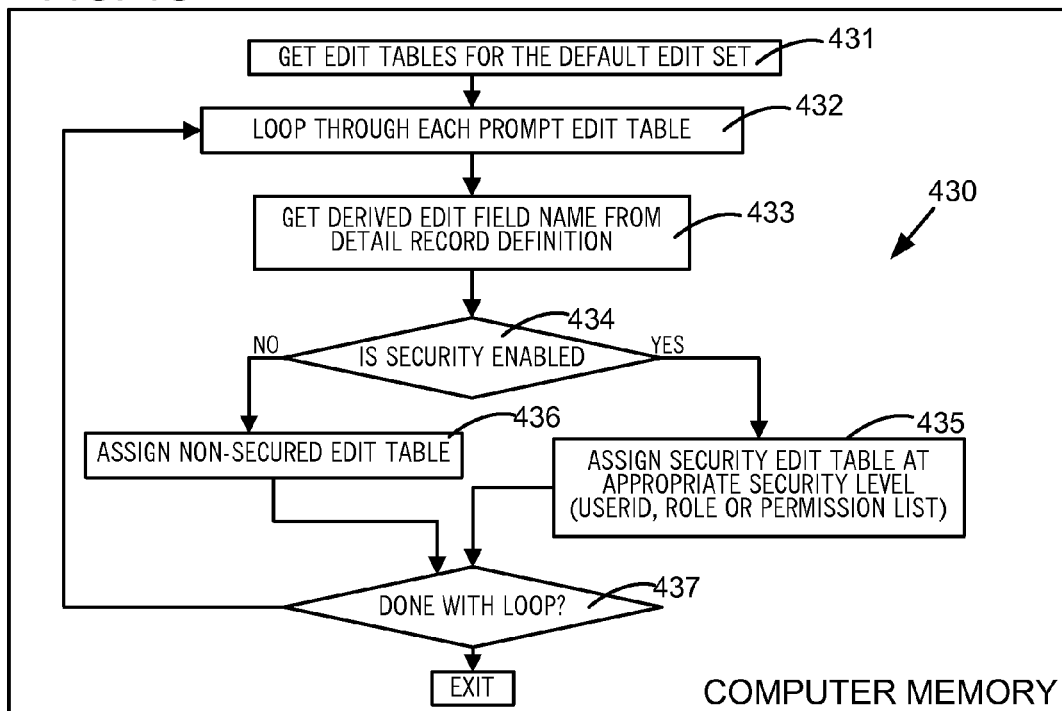 GET EDIT TABLES FOR THE DEFAULT EDIT SET
431
LOOP THROUGH EACH PROMPT EDIT TABLE
432
GET DERIVED EDIT FIELD NAME FROM
DETAIL RECORD DEFINITION
433
430
IS SECURITY ENABLED
434
NO
YES
ASSIGN NON-SECURED EDIT TABLE
436
ASSIGN SECURITY EDIT TABLE AT
APPROPRIATE SECURITY LEVEL
(USERID, ROLE OR PERMISSION LIST)
435
DONE WITH LOOP?
437
EXIT
COMPUTER MEMORY